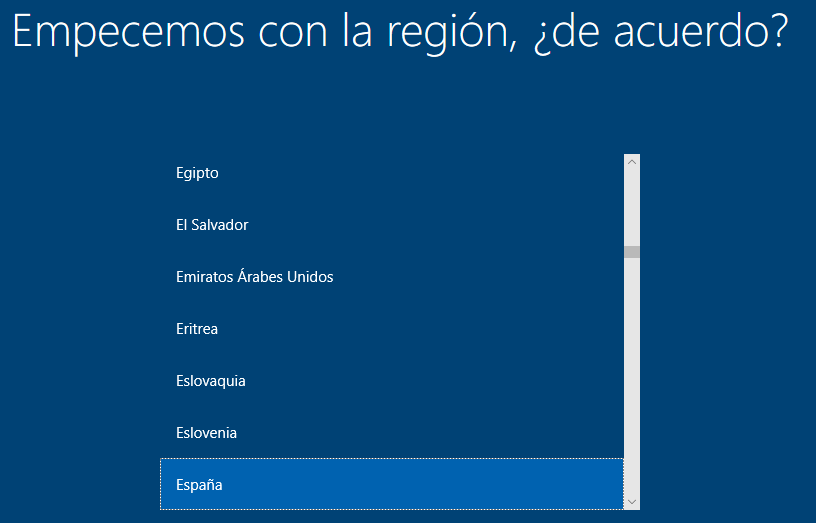 Empecemos con la región, ¿de acuerdo?
Egipto
El Salvador
Emiratos Árabes Unidos
Eritrea
Eslovaquia
Eslovenia
España